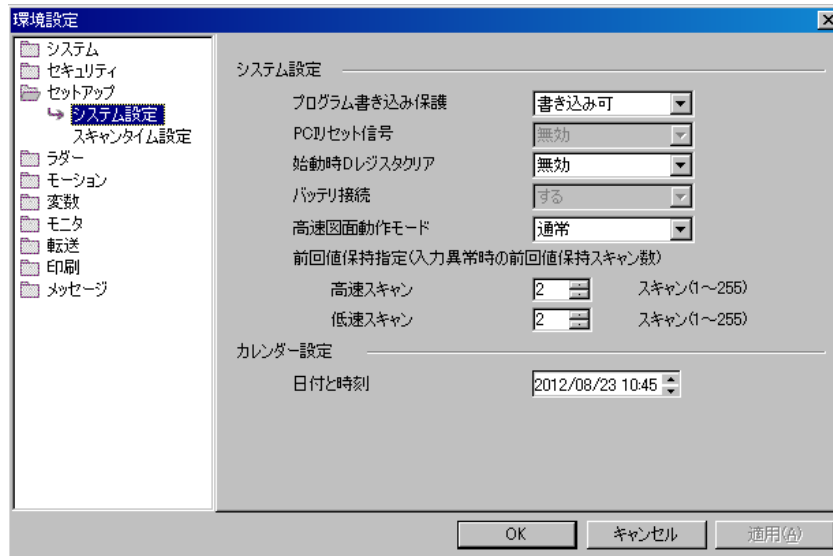 環境設定
システム
セキュリティ
セットアップ
システム設定
スキャンタイム設定
ラダー
モーション
変数
モニタ
転送
印刷
メッセージ
システム設定
プログラム書き込み保護 書き込み可
PCIリセット信号 無効
始動時Dレジスタクリア 無効
バッテリ接続 する
高速図面動作モード 通常
前回値保持指定(入力異常時の前回値保持スキャン数)
高速スキャン 2 スキャン(1～255)
低速スキャン 2 スキャン(1～255)
カレンダー設定
日付と時刻 2012/08/23 10:45
OK キャンセル 適用(A)